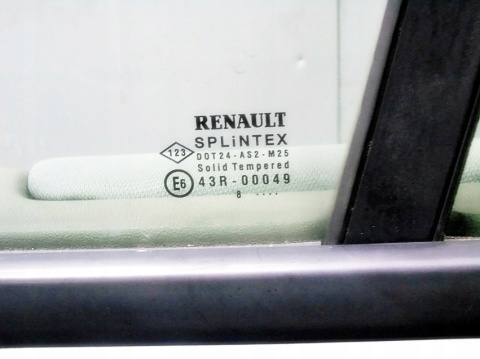 RENAULT
SPLiNTEX
123 DOT24-AS2-M25
Solid Tempered
E6 43R-00049
8 ....